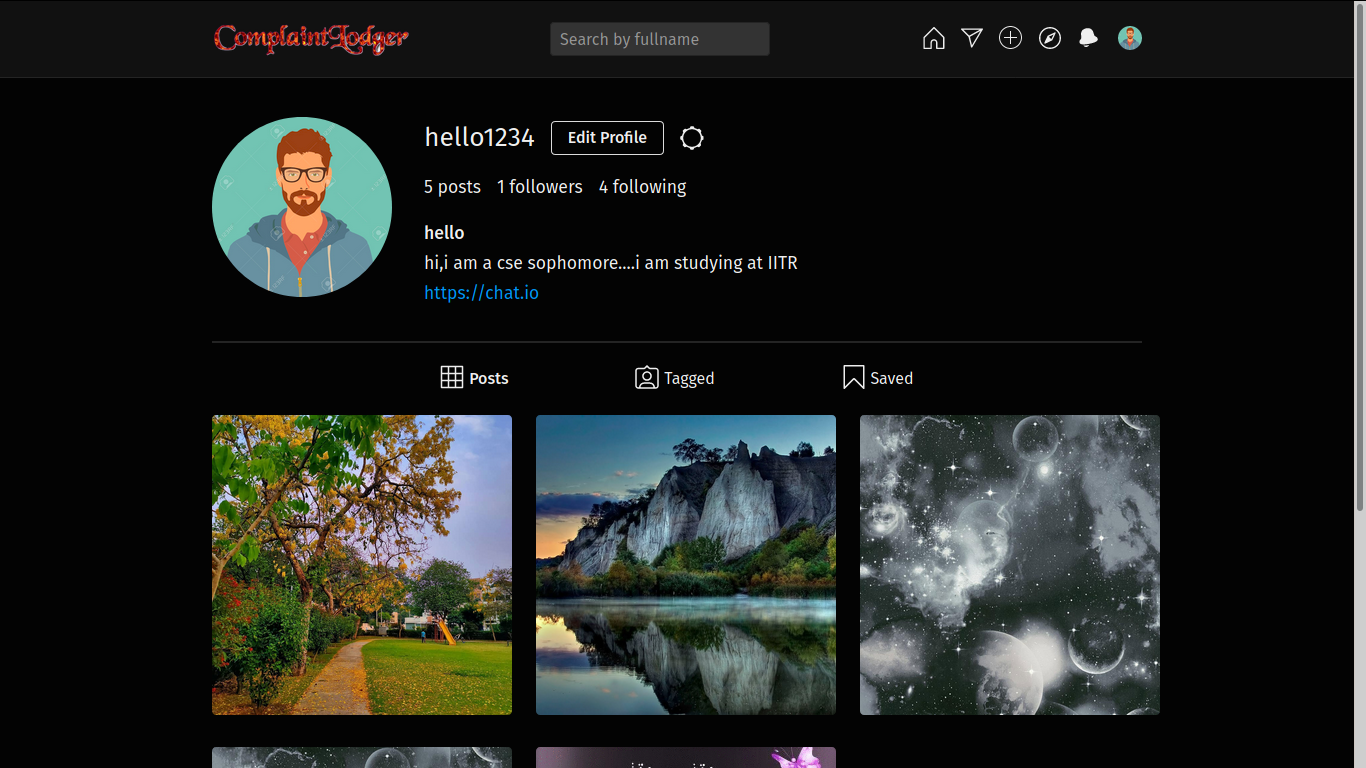 ComplaintLodger
Search by fullname
hello1234
Edit Profile
5 posts 1 followers 4 following
hello
hi,i am a cse sophomore....i am studying at IITR
https://chat.io
Posts Tagged Saved